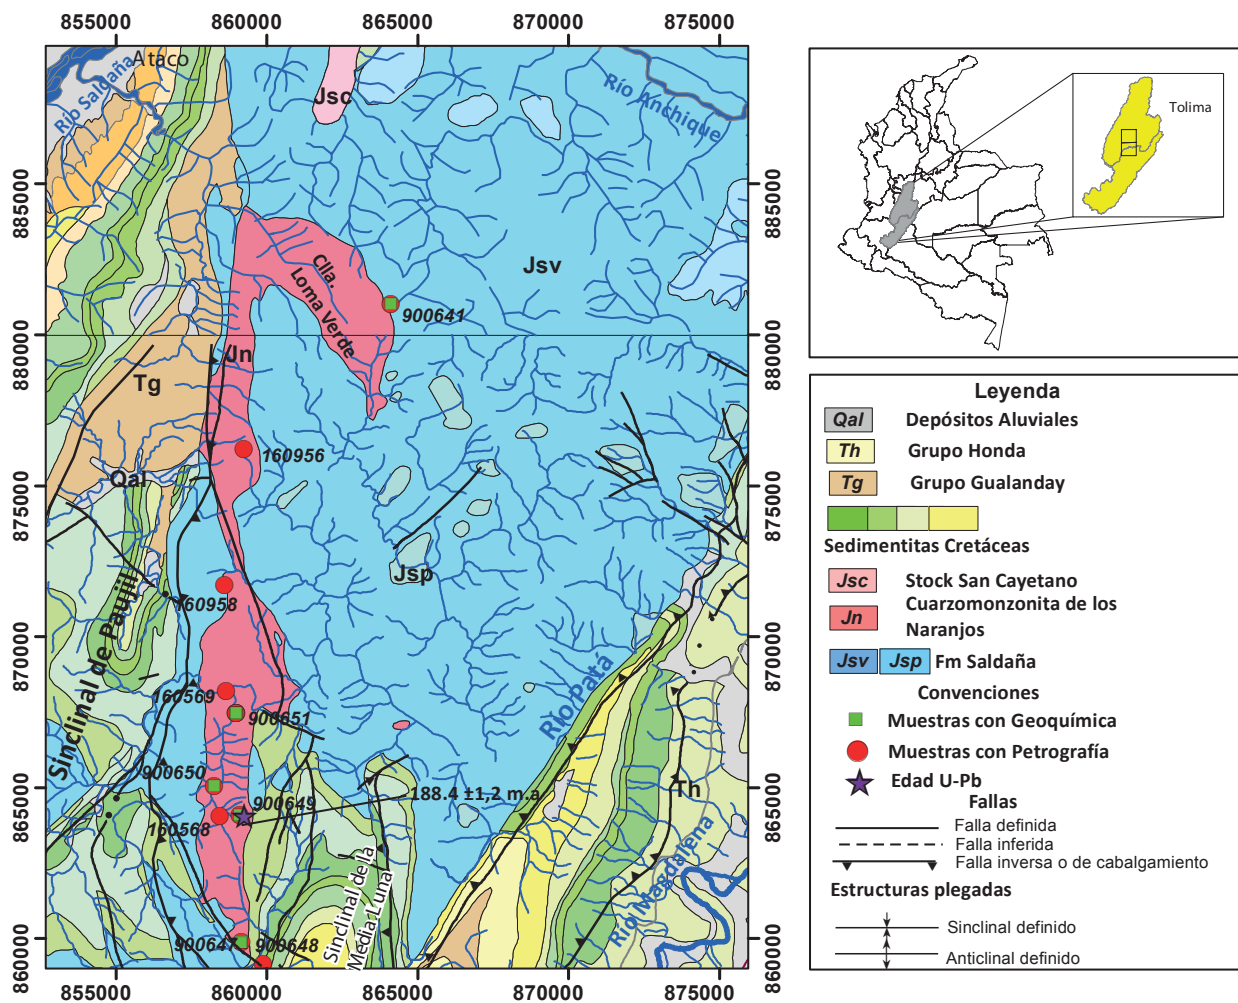 855000
860000
865000
870000
875000
885000
880000
875000
870000
865000
860000
885000
880000
875000
870000
865000
860000
Ataco
Río Saldaña
Jsc
Río Anchique
Clla.
Loma Verde
Jsv
900641
Jn
Tg
160956
Qal
Jsp
160958
Sinclinal de Paujil
160569
900651
Río Patá
900650
900649
188.4 ±1,2 m.a
Th
160568
Sinclinal de la
Media Luna
Río Magdalena
900647
900648
855000
860000
865000
870000
875000
Tolima
Leyenda
Qal Depósitos Aluviales
Th Grupo Honda
Tg Grupo Gualanday
Sedimentitas Cretáceas
Jsc Stock San Cayetano
Jn Cuarzomonzonita de los
Naranjos
Jsv Jsp Fm Saldaña
Convenciones
Muestras con Geoquímica
Muestras con Petrografía
Edad U-Pb
Fallas
Falla definida
Falla inferida
Falla inversa o de cabalgamiento
Estructuras plegadas
Sinclinal definido
Anticlinal definido